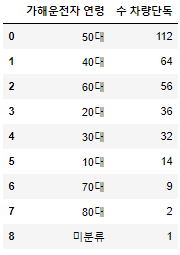 가해운전자 연령 수 차량단독
0 50대 112
1 40대 64
2 60대 56
3 20대 36
4 30대 32
5 10대 14
6 70대 9
7 80대 2
8 미분류 1